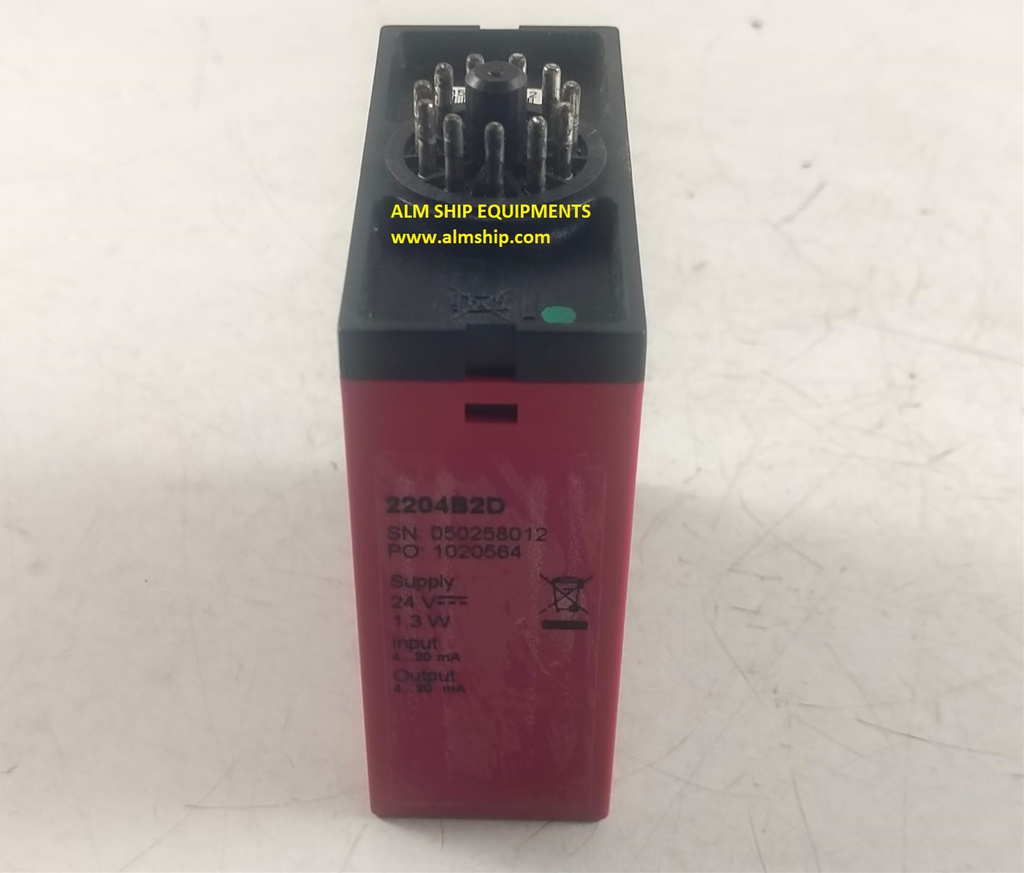 ALM SHIP EQUIPMENTS
www.almship.com
2204B2D
SN: 050258012
PO: 1020564
Supply:
24 V
1,3 W
Input:
4...20 mA
Output:
4...20 mA